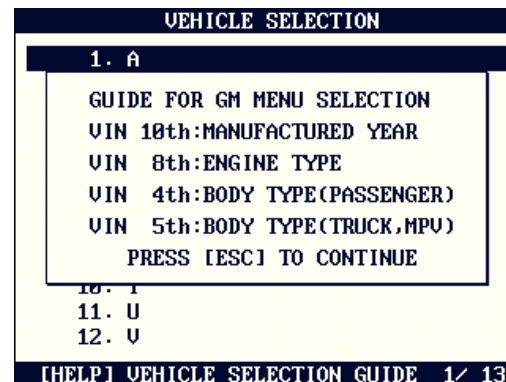 VEHICLE SELECTION
1. A
GUIDE FOR GM MENU SELECTION
VIN 10th:MANUFACTURED YEAR
VIN 8th:ENGINE TYPE
VIN 4th:BODY TYPE(PASSENGER)
VIN 5th:BODY TYPE(TRUCK,MPV)
PRESS [ESC] TO CONTINUE
11. U
12. V
[HELP] VEHICLE SELECTION GUIDE 1/ 13